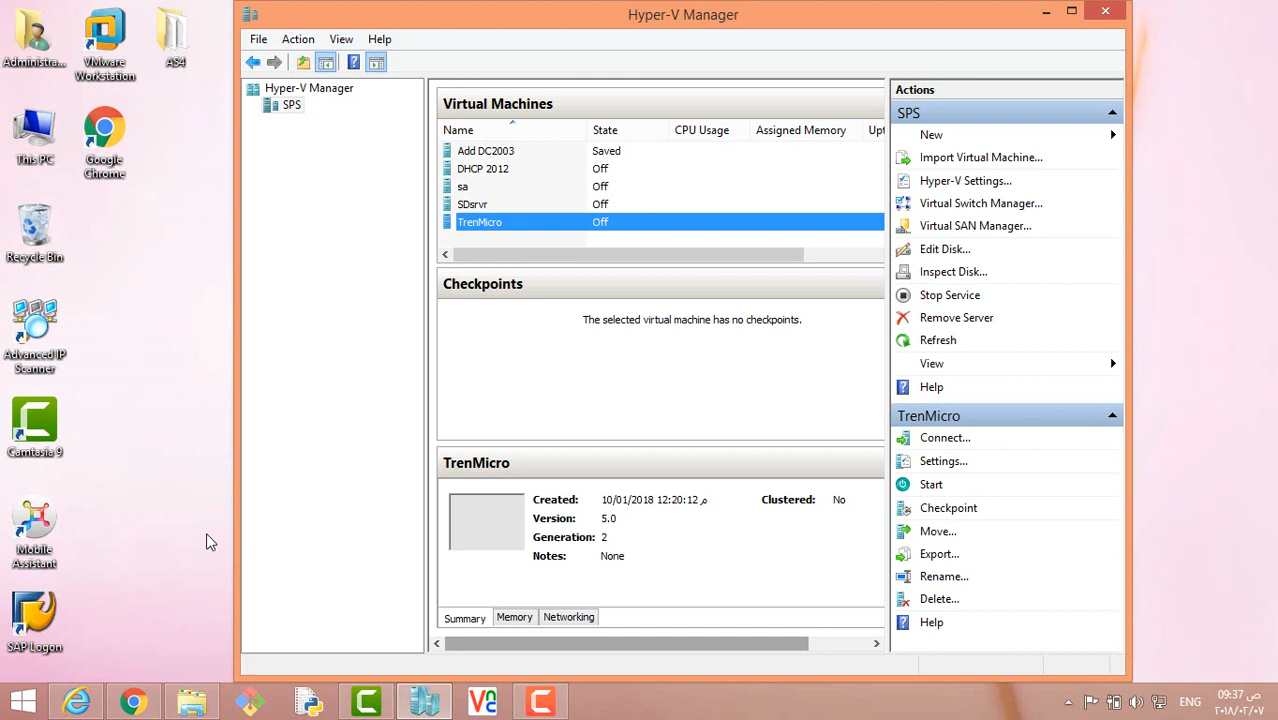 Administra...
VMware
Workstation
AS4
This PC
Google
Chrome
Recycle Bin
Advanced IP
Scanner
Camtasia 9
Mobile
Assistant
SAP Logon
Hyper-V Manager
File Action View Help
Hyper-V Manager
SPS
Virtual Machines
Name State CPU Usage Assigned Memory Upt
Add DC2003 Saved
DHCP 2012 Off
sa Off
SDsrvr Off
TrenMicro Off
Checkpoints
The selected virtual machine has no checkpoints.
TrenMicro
Created: 10/01/2018 12:20:12 م Clustered: No
Version: 5.0
Generation: 2
Notes: None
Summary Memory Networking
Actions
SPS
New
Import Virtual Machine...
Hyper-V Settings...
Virtual Switch Manager...
Virtual SAN Manager...
Edit Disk...
Inspect Disk...
Stop Service
Remove Server
Refresh
View
Help
TrenMicro
Connect...
Settings...
Start
Checkpoint
Move...
Export...
Rename...
Delete...
Help
ENG
09:37 ص
٢٠١٨/٠٢/٠٧